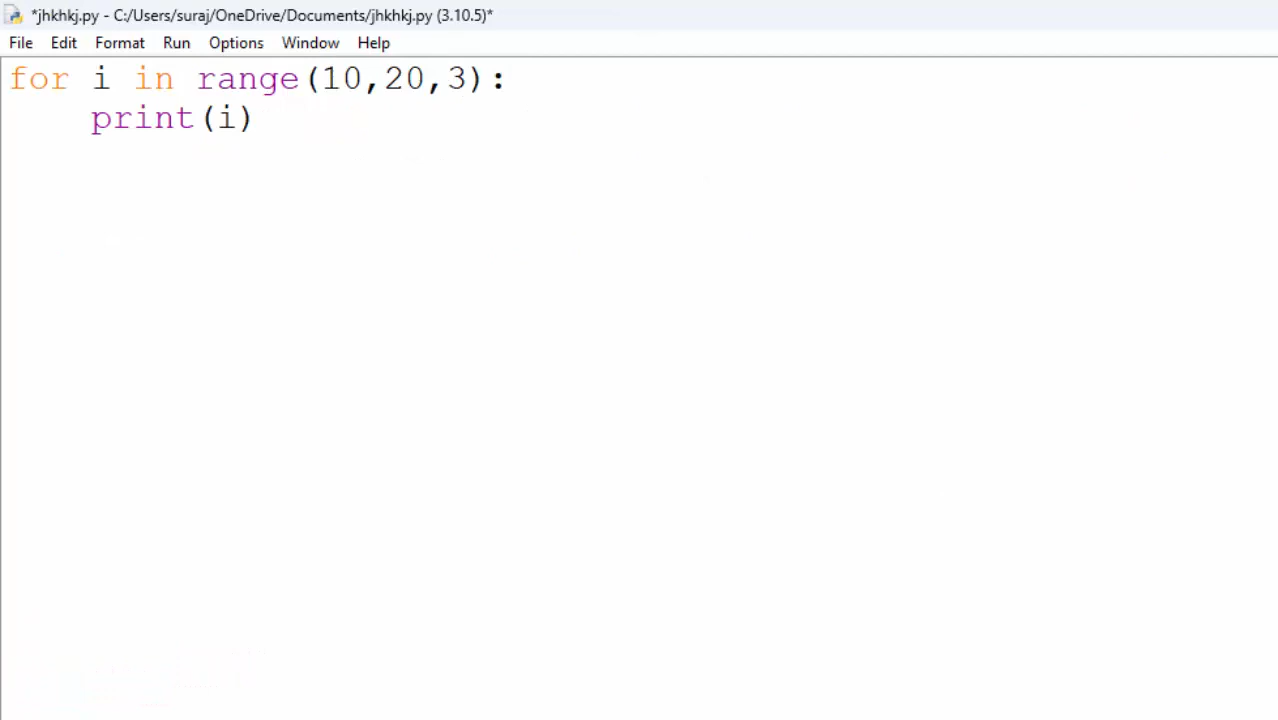 *jhkhkj.py - C:/Users/suraj/OneDrive/Documents/jhkhkj.py (3.10.5)*
File Edit Format Run Options Window Help
for i in range(10,20,3):
    print(i)